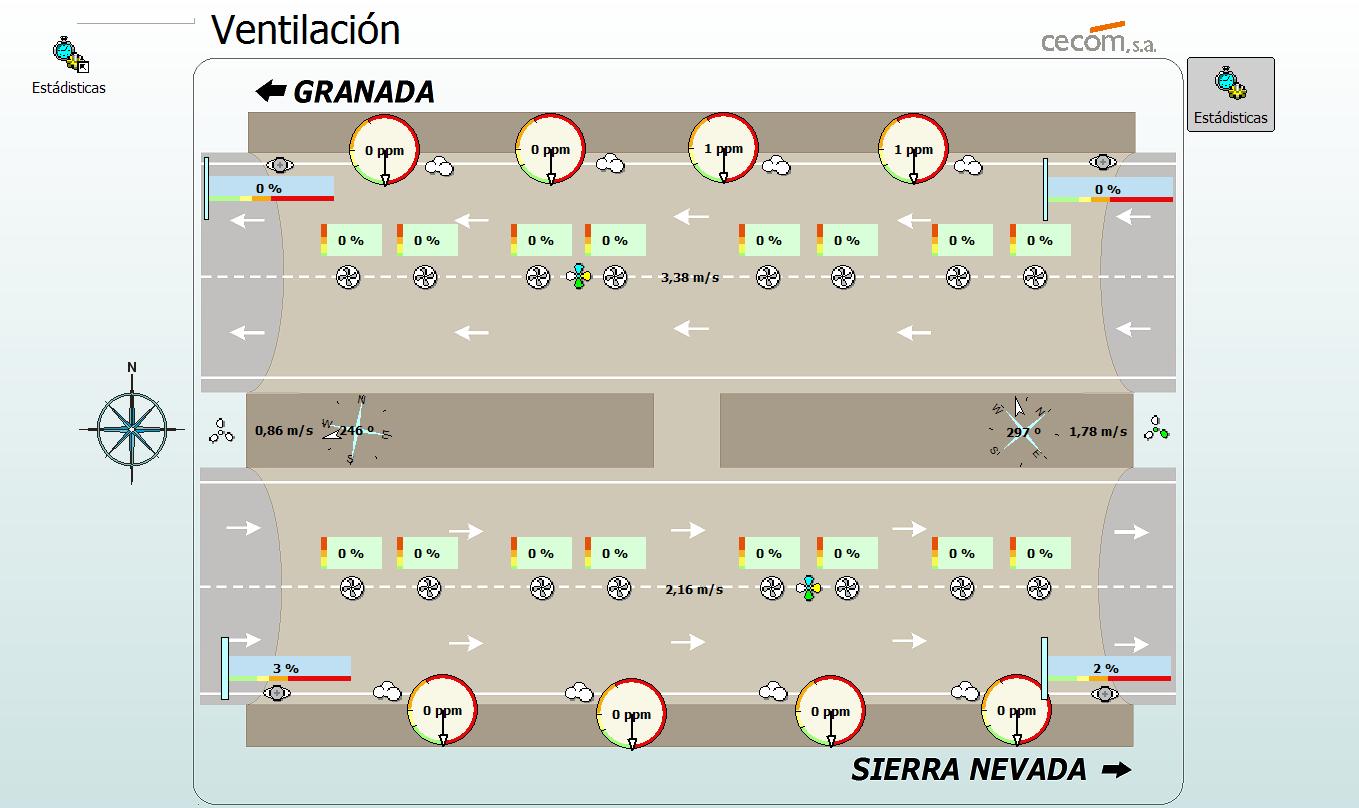 Ventilación
cecom, s.a.
Estádisticas
Estádisticas
GRANADA
0 ppm
0 ppm
1 ppm
1 ppm
0 %
0 %
0 %
0 %
0 %
0 %
0 %
0 %
0 %
0 %
3,38 m/s
N
0,86 m/s
N
W
246 º
E
S
W
N
297 º
S
E
1,78 m/s
0 %
0 %
0 %
0 %
0 %
0 %
0 %
0 %
2,16 m/s
3 %
2 %
0 ppm
0 ppm
0 ppm
0 ppm
SIERRA NEVADA